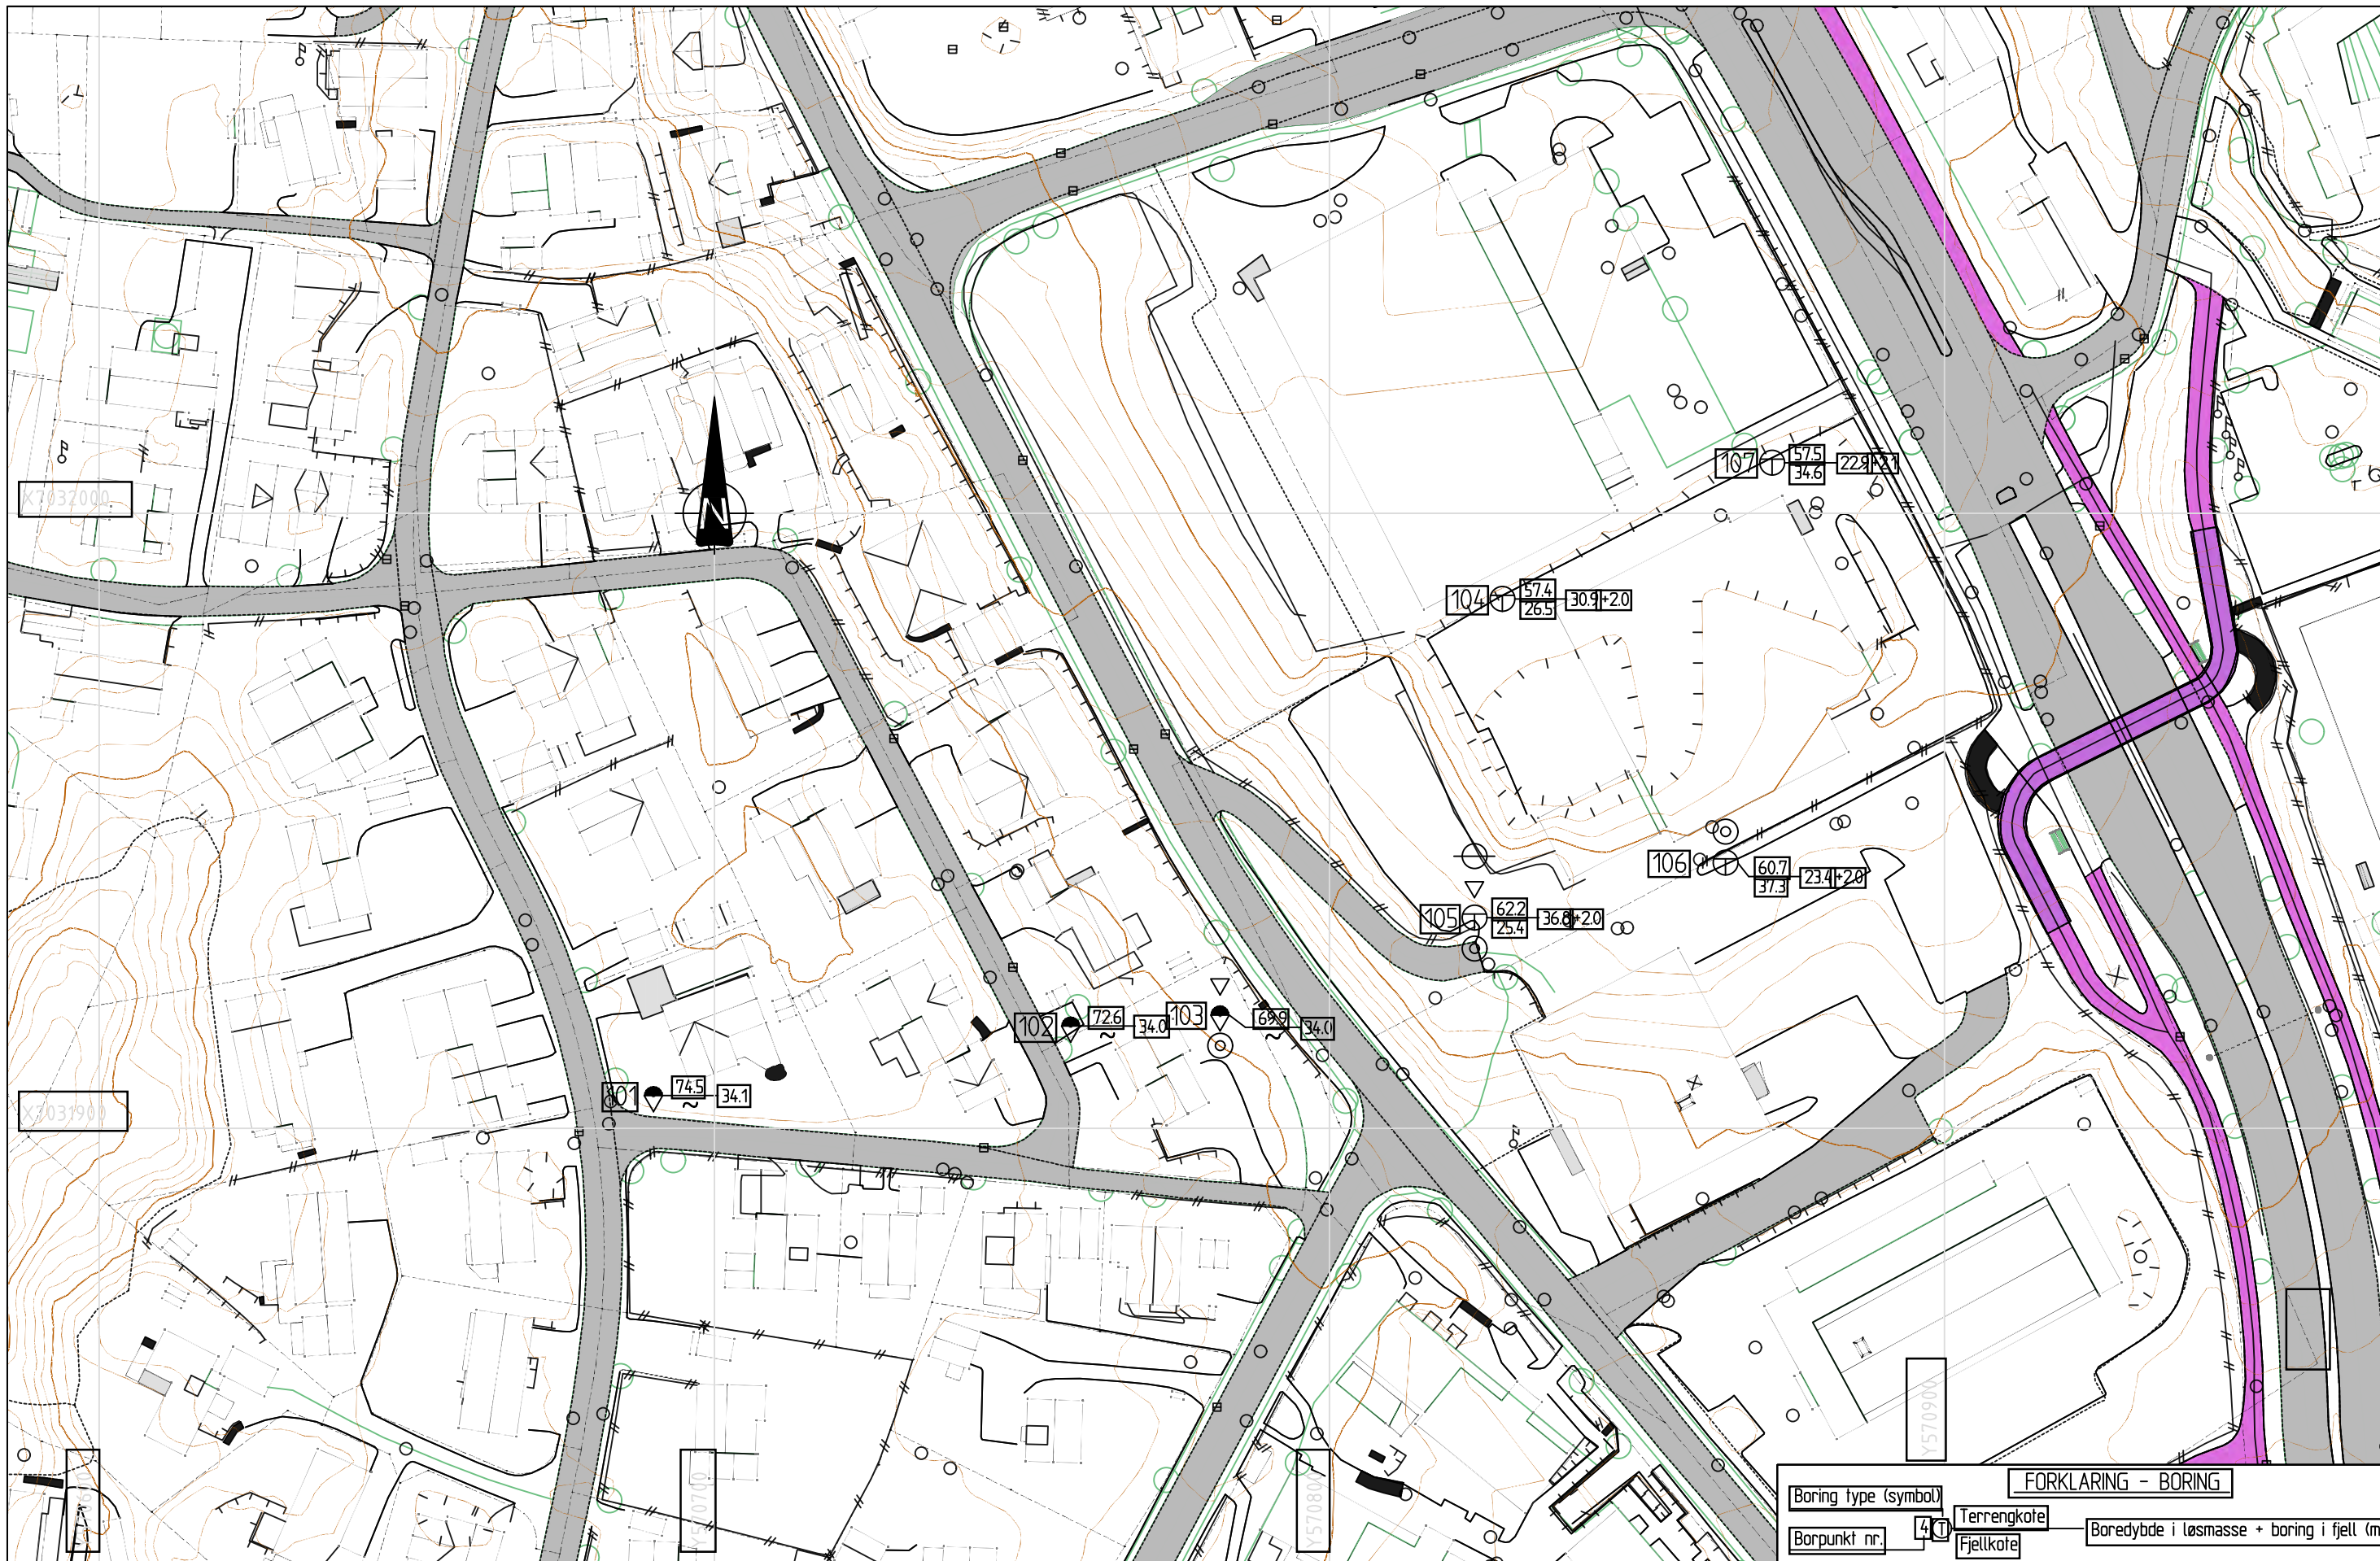 107 57.5 22.9+2.1
34.6
X7032000
N
104 57.4 30.9+2.0
26.5
106 60.7 23.4+2.0
37.3
105 62.2 36.8+2.0
25.4
102 72.6 34.0
~
103 69.9 34.0
~
101 74.5 34.1
~
X7031900
Y570900
FORKLARING - BORING
Boring type (symbol)
Terrengkote
Borpunkt nr. 4 T
Fjellkote
Boredybde i løsmasse + boring i fjell (m